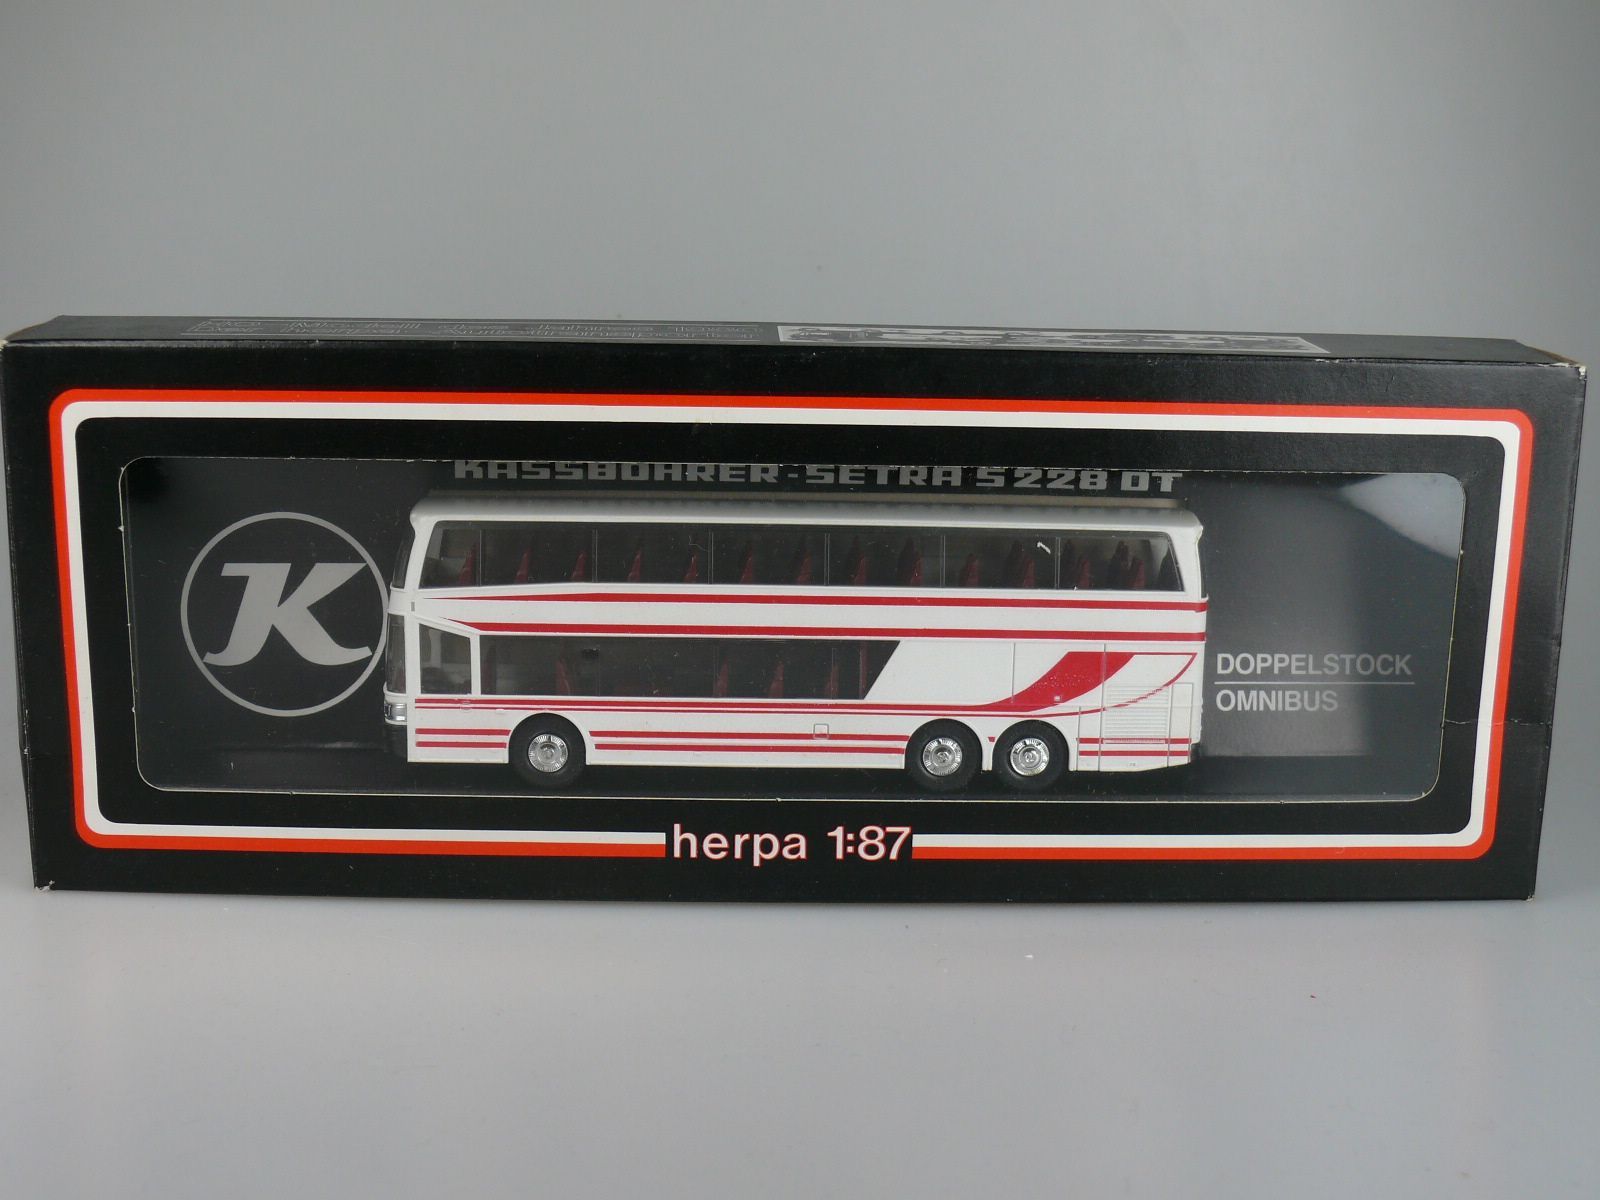 KASSBOHRER-SETRA S 228 DT
K
DOPPELSTOCK
OMNIBUS
herpa 1:87